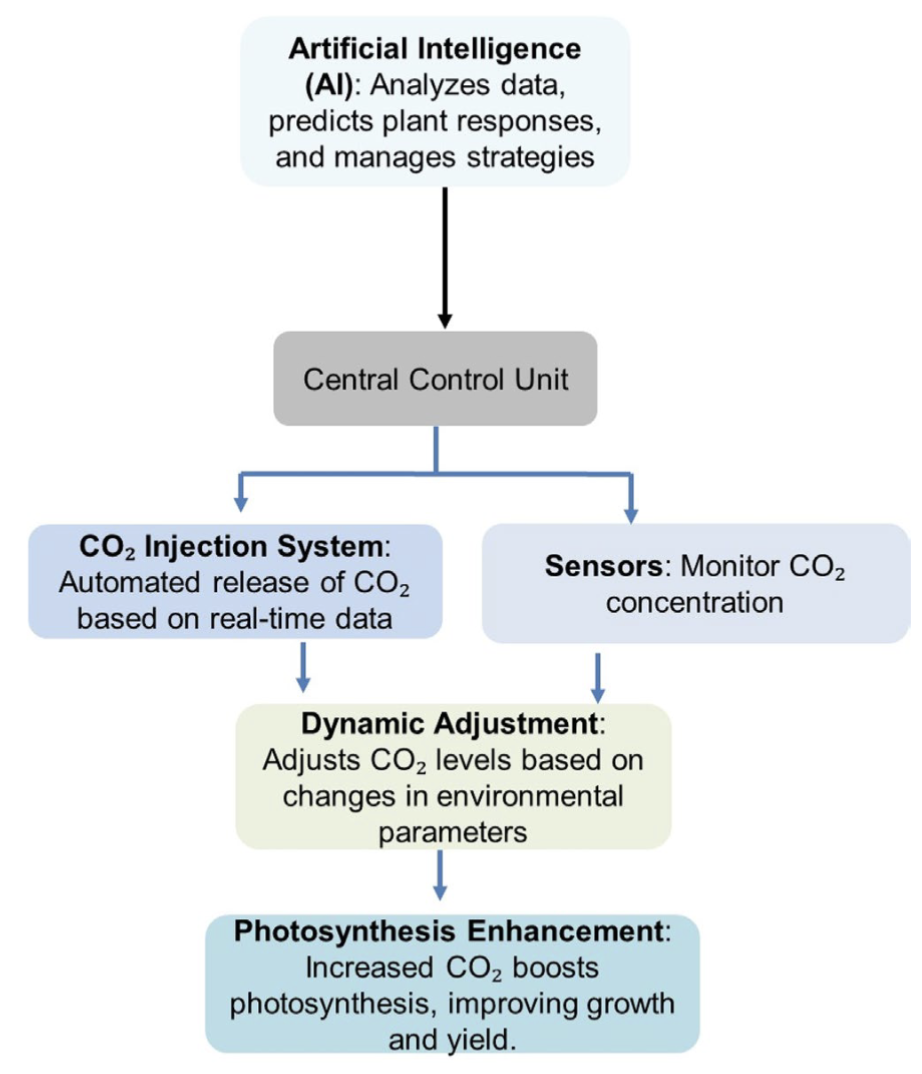 Artificial Intelligence
(AI): Analyzes data,
predicts plant responses,
and manages strategies
Central Control Unit
CO₂ Injection System:
Automated release of CO₂
based on real-time data
Sensors: Monitor CO₂
concentration
Dynamic Adjustment:
Adjusts CO₂ levels based on
changes in environmental
parameters
Photosynthesis Enhancement:
Increased CO₂ boosts
photosynthesis, improving growth
and yield.